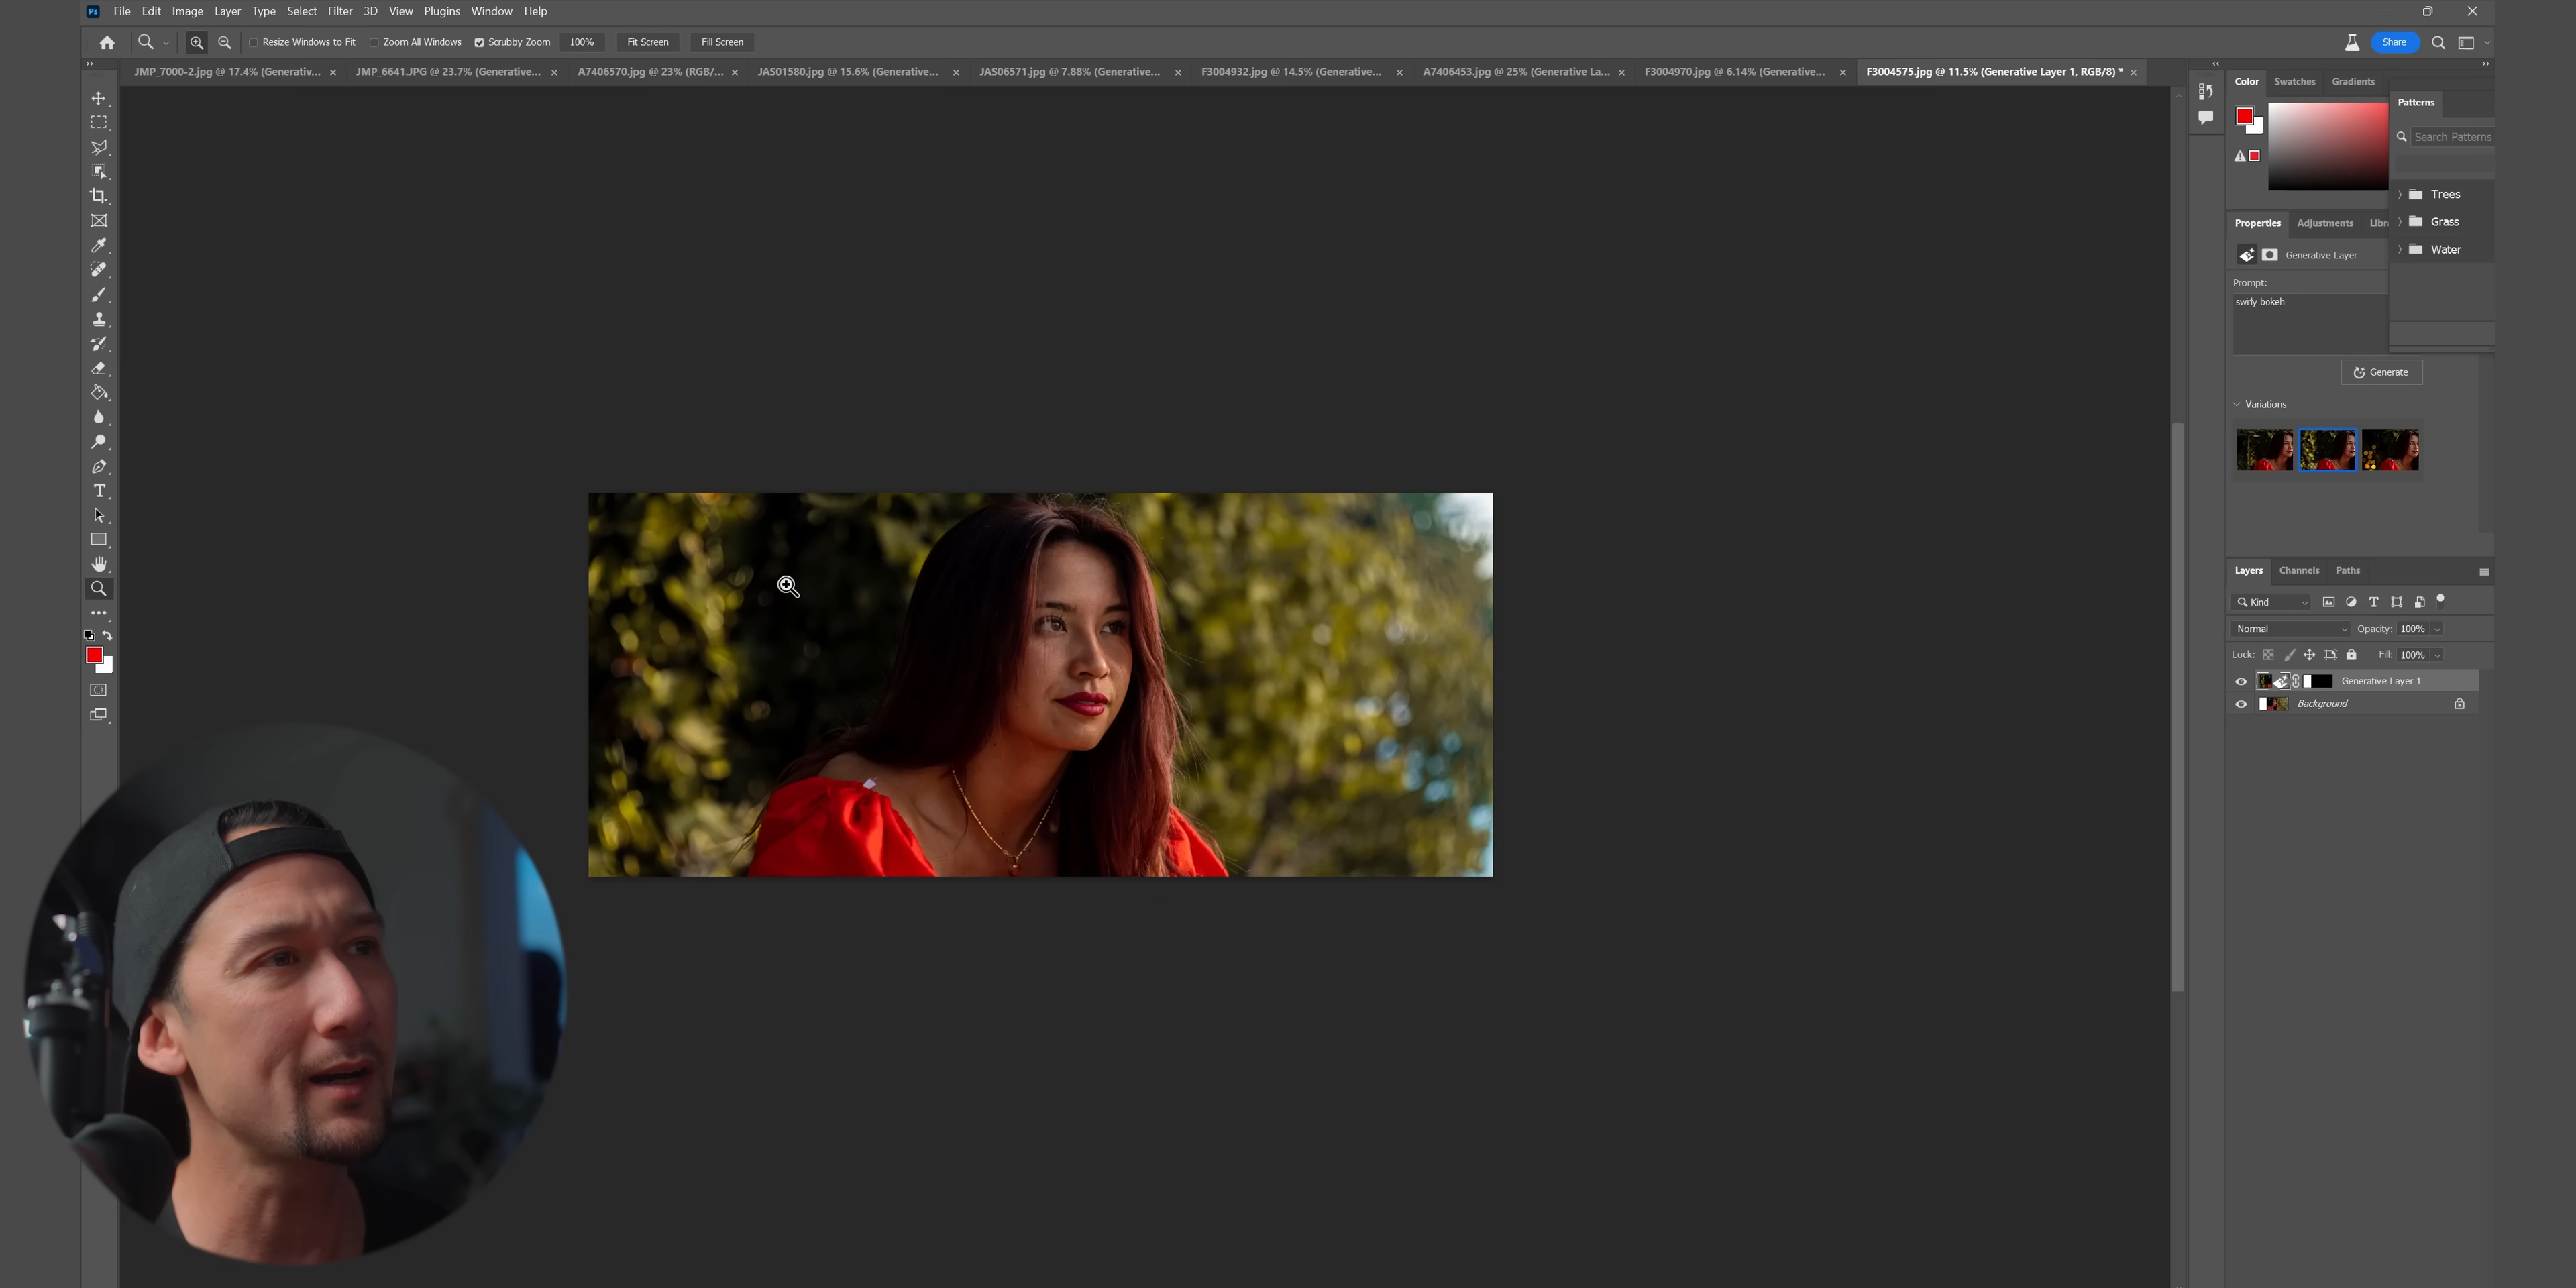 Ps File Edit Image Layer Type Select Filter 3D View Plugins Window Help
Resize Windows to Fit Zoom All Windows Scrubby Zoom 100% Fit Screen Fill Screen Share
JMP_7000-2.jpg @ 17.4% (Generativ... × JMP_6641.JPG @ 23.7% (Generative... × A7406570.jpg @ 23% (RGB/... × JAS01580.jpg @ 15.6% (Generative... × JAS06571.jpg @ 7.88% (Generative... × F3004932.jpg @ 14.5% (Generative... × A7406453.jpg @ 25% (Generative La... × F3004970.jpg @ 6.14% (Generative... × F3004575.jpg @ 11.5% (Generative Layer 1, RGB/8) * ×
Color Swatches Gradients
Patterns
Search Patterns
Trees
Grass
Water
Properties Adjustments Libra
Generative Layer
Prompt:
swirly bokeh
Generate
Variations
Layers Channels Paths
Kind
Normal Opacity: 100%
Lock: Fill: 100%
Generative Layer 1
Background